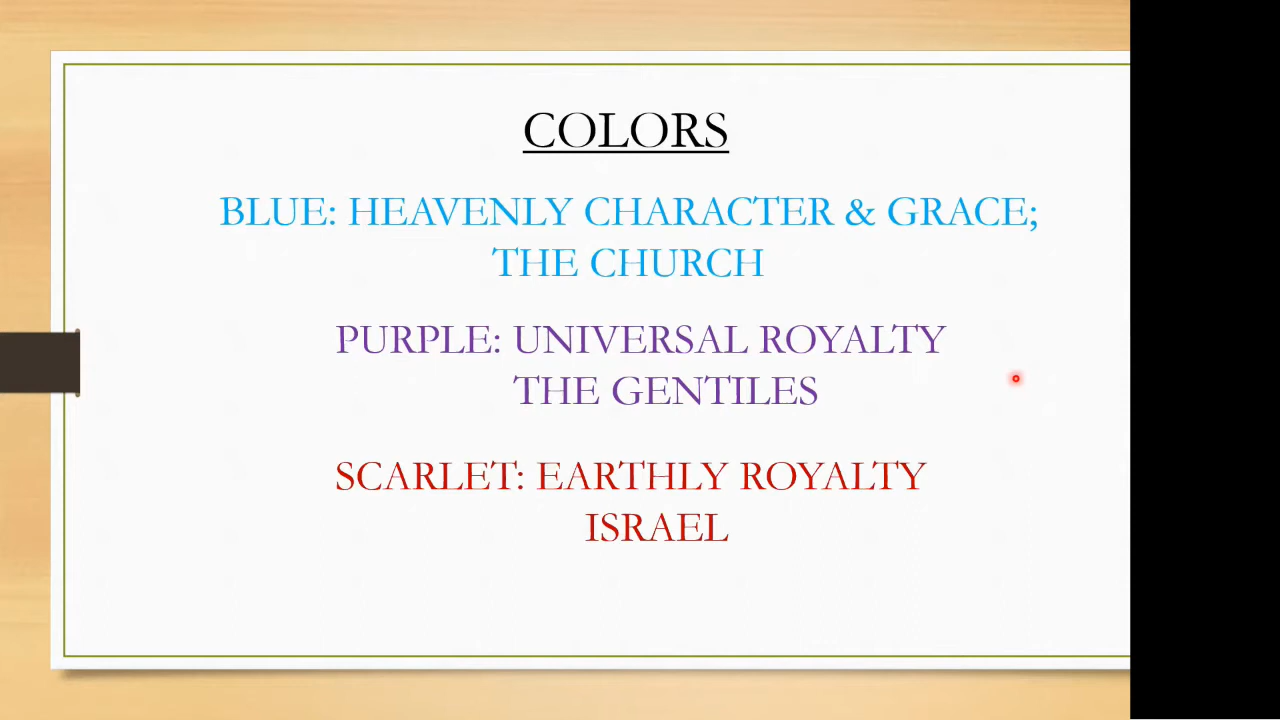 COLORS
BLUE: HEAVENLY CHARACTER & GRACE;
THE CHURCH
PURPLE: UNIVERSAL ROYALTY
THE GENTILES
SCARLET: EARTHLY ROYALTY
ISRAEL